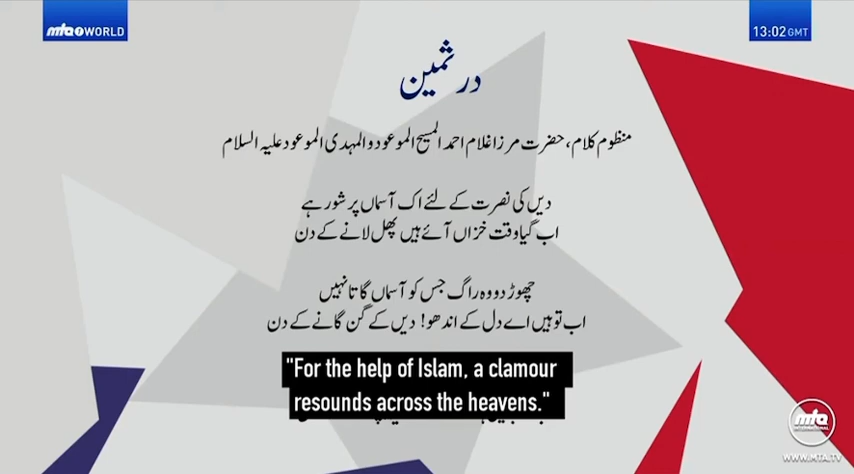 mta1 WORLD
13:02 GMT
در ثمین
منظوم کلام، حضرت مرزا غلام احمد المسیح الموعود والمہدی الموعود علیہ السلام
دیں کی نصرت کے لئے اک آسماں پر شور ہے
اب گیا وقت خزاں آئے ہیں پھل لانے کے دن
چھوڑ دو وہ راگ جس کو آسماں گاتا نہیں
اب تو ہیں اے دل کے اندھو! دیں کے گن گانے کے دن
"For the help of Islam, a clamour
resounds across the heavens."
mta
INTERNATIONAL
WWW.MTA.TV